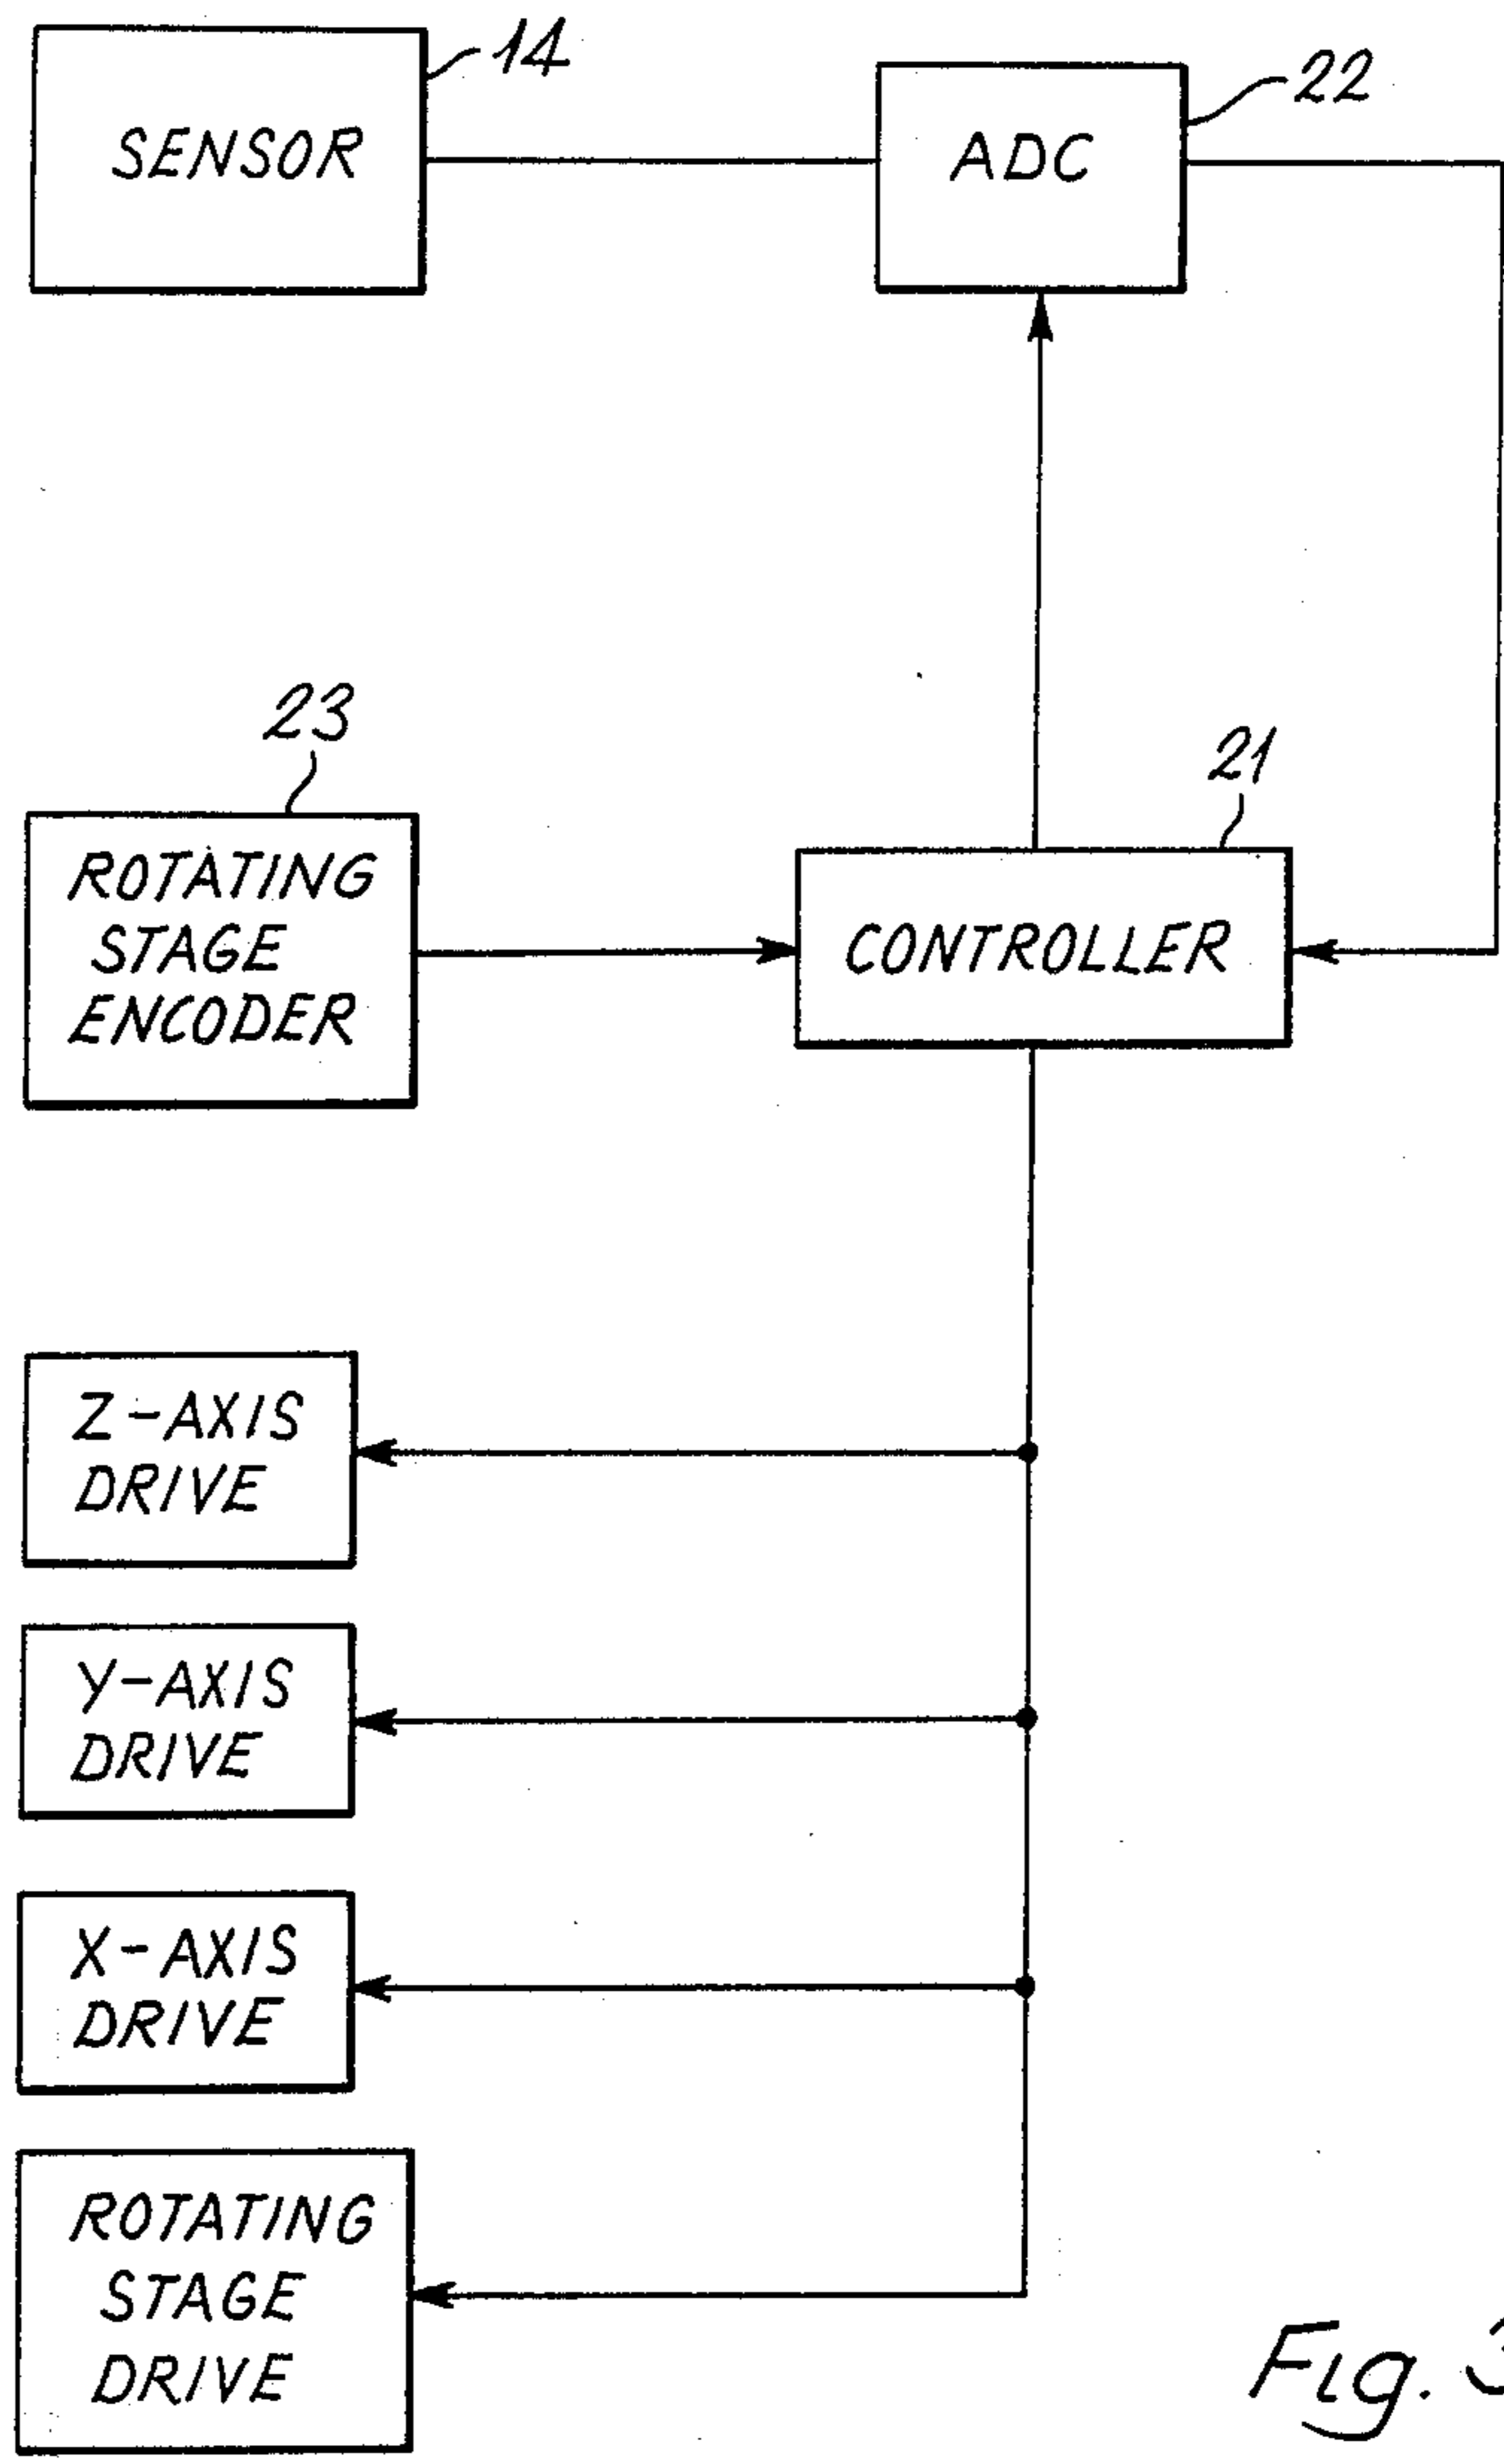 14
SENSOR
22
ADC
23
ROTATING
STAGE
ENCODER
21
CONTROLLER
Z-AXIS
DRIVE
Y-AXIS
DRIVE
X-AXIS
DRIVE
ROTATING
STAGE
DRIVE
Fig. 3